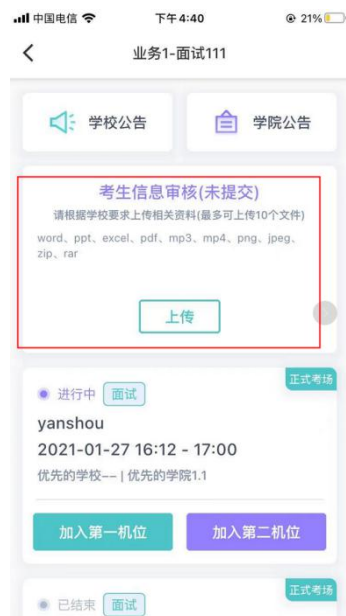 中国电信 下午4:40 21%
业务1-面试111
学校公告 学院公告
考生信息审核(未提交)
请根据学校要求上传相关资料(最多可上传10个文件)
word、ppt、excel、pdf、mp3、mp4、png、jpeg、
zip、rar
上传
正式考场
进行中 面试
yanshou
2021-01-27 16:12 - 17:00
优先的学校-- | 优先的学院1.1
加入第一机位 加入第二机位
正式考场
已结束 面试